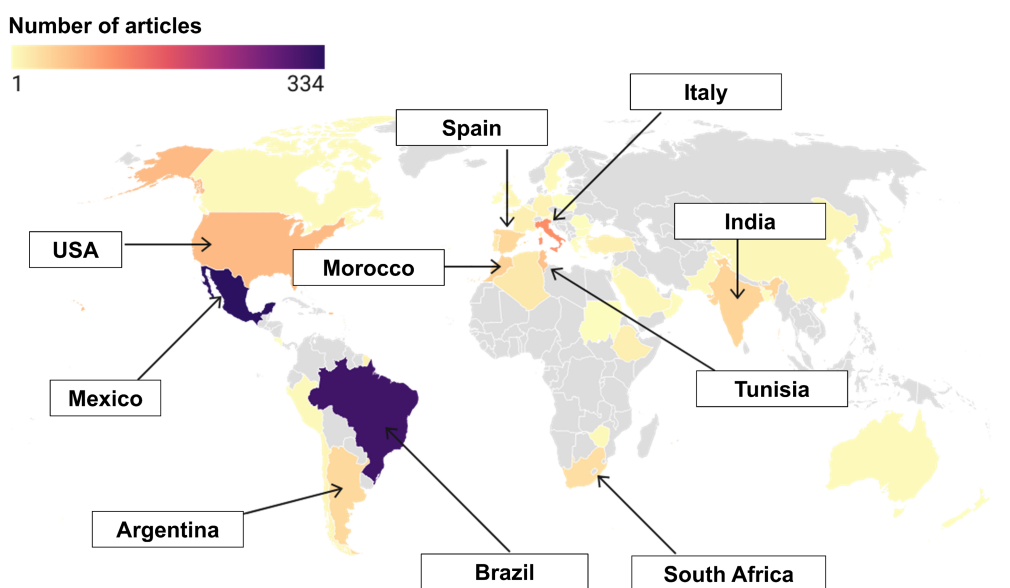 Number of articles
1 334
Italy
Spain
India
USA
Morocco
Tunisia
Mexico
Argentina
Brazil
South Africa